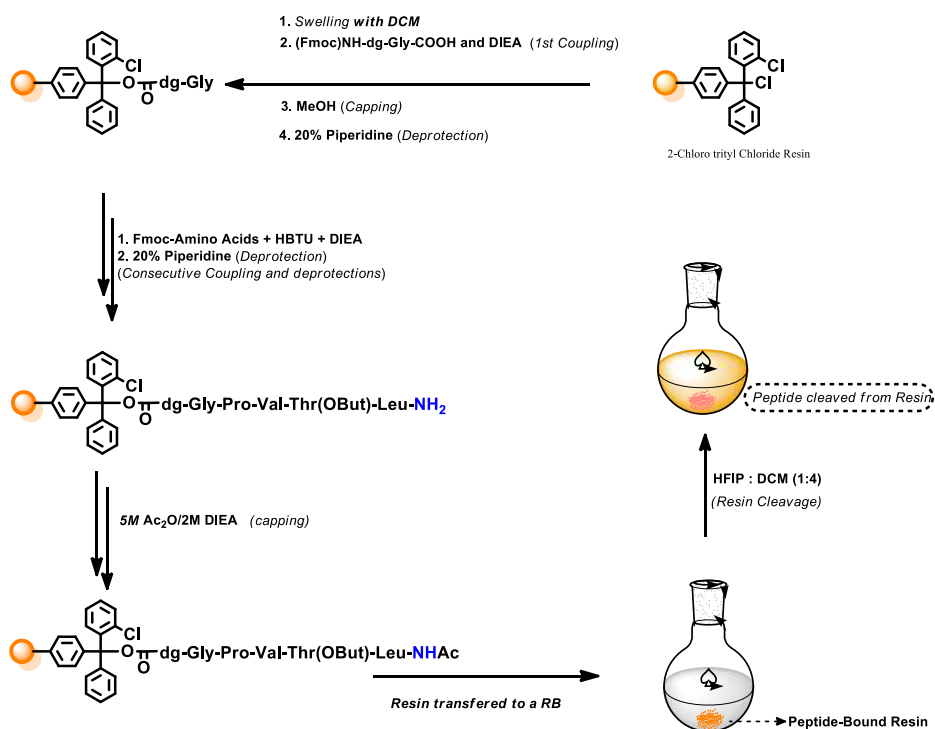 1. Swelling with DCM
2. (Fmoc)NH-dg-Gly-COOH and DIEA (1st Coupling)
3. MeOH (Capping)
4. 20% Piperidine (Deprotection)
Cl
O
O
dg-Gly
Cl
Cl
2-Chloro trityl Chloride Resin
1. Fmoc-Amino Acids + HBTU + DIEA
2. 20% Piperidine (Deprotection)
(Consecutive Coupling and deprotections)
Cl
O
O
dg-Gly-Pro-Val-Thr(OBut)-Leu-NH2
5M Ac2O/2M DIEA (capping)
Cl
O
O
dg-Gly-Pro-Val-Thr(OBut)-Leu-NHAc
Resin transfered to a RB
Peptide-Bound Resin
HFIP : DCM (1:4)
(Resin Cleavage)
Peptide cleaved from Resin